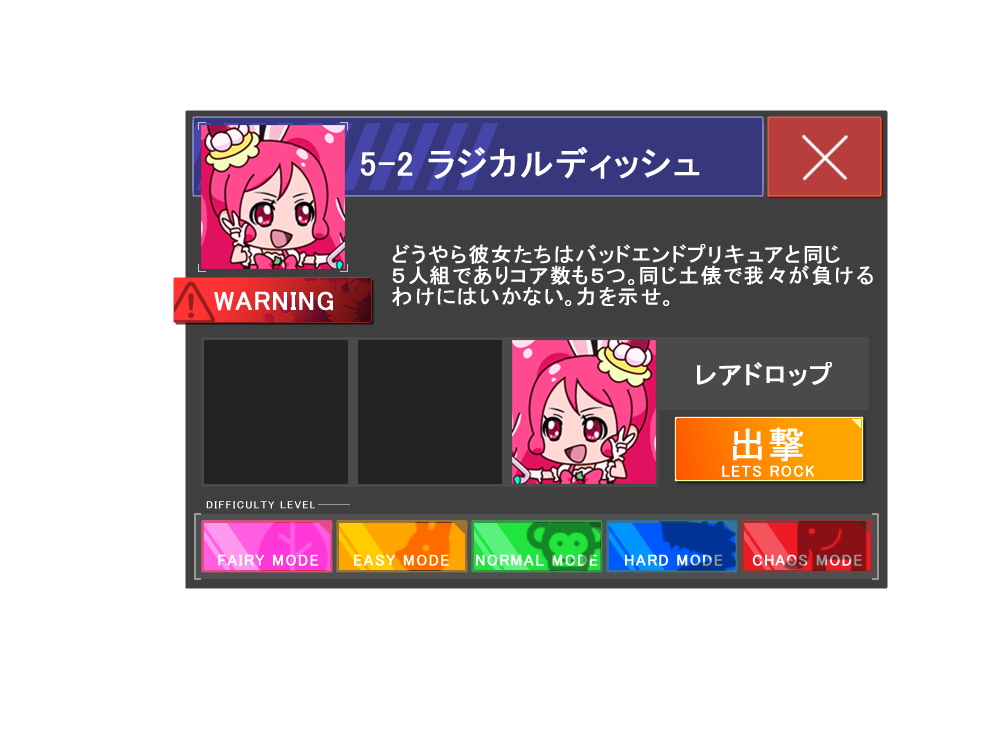 5-2 ラジカルディッシュ
どうやら彼女たちはバッドエンドプリキュアと同じ
５人組でありコア数も５つ。同じ土俵で我々が負ける
わけにはいかない。力を示せ。
WARNING
レアドロップ
出撃
LETS ROCK
DIFFICULTY LEVEL
FAIRY MODE
EASY MODE
NORMAL MODE
HARD MODE
CHAOS MODE